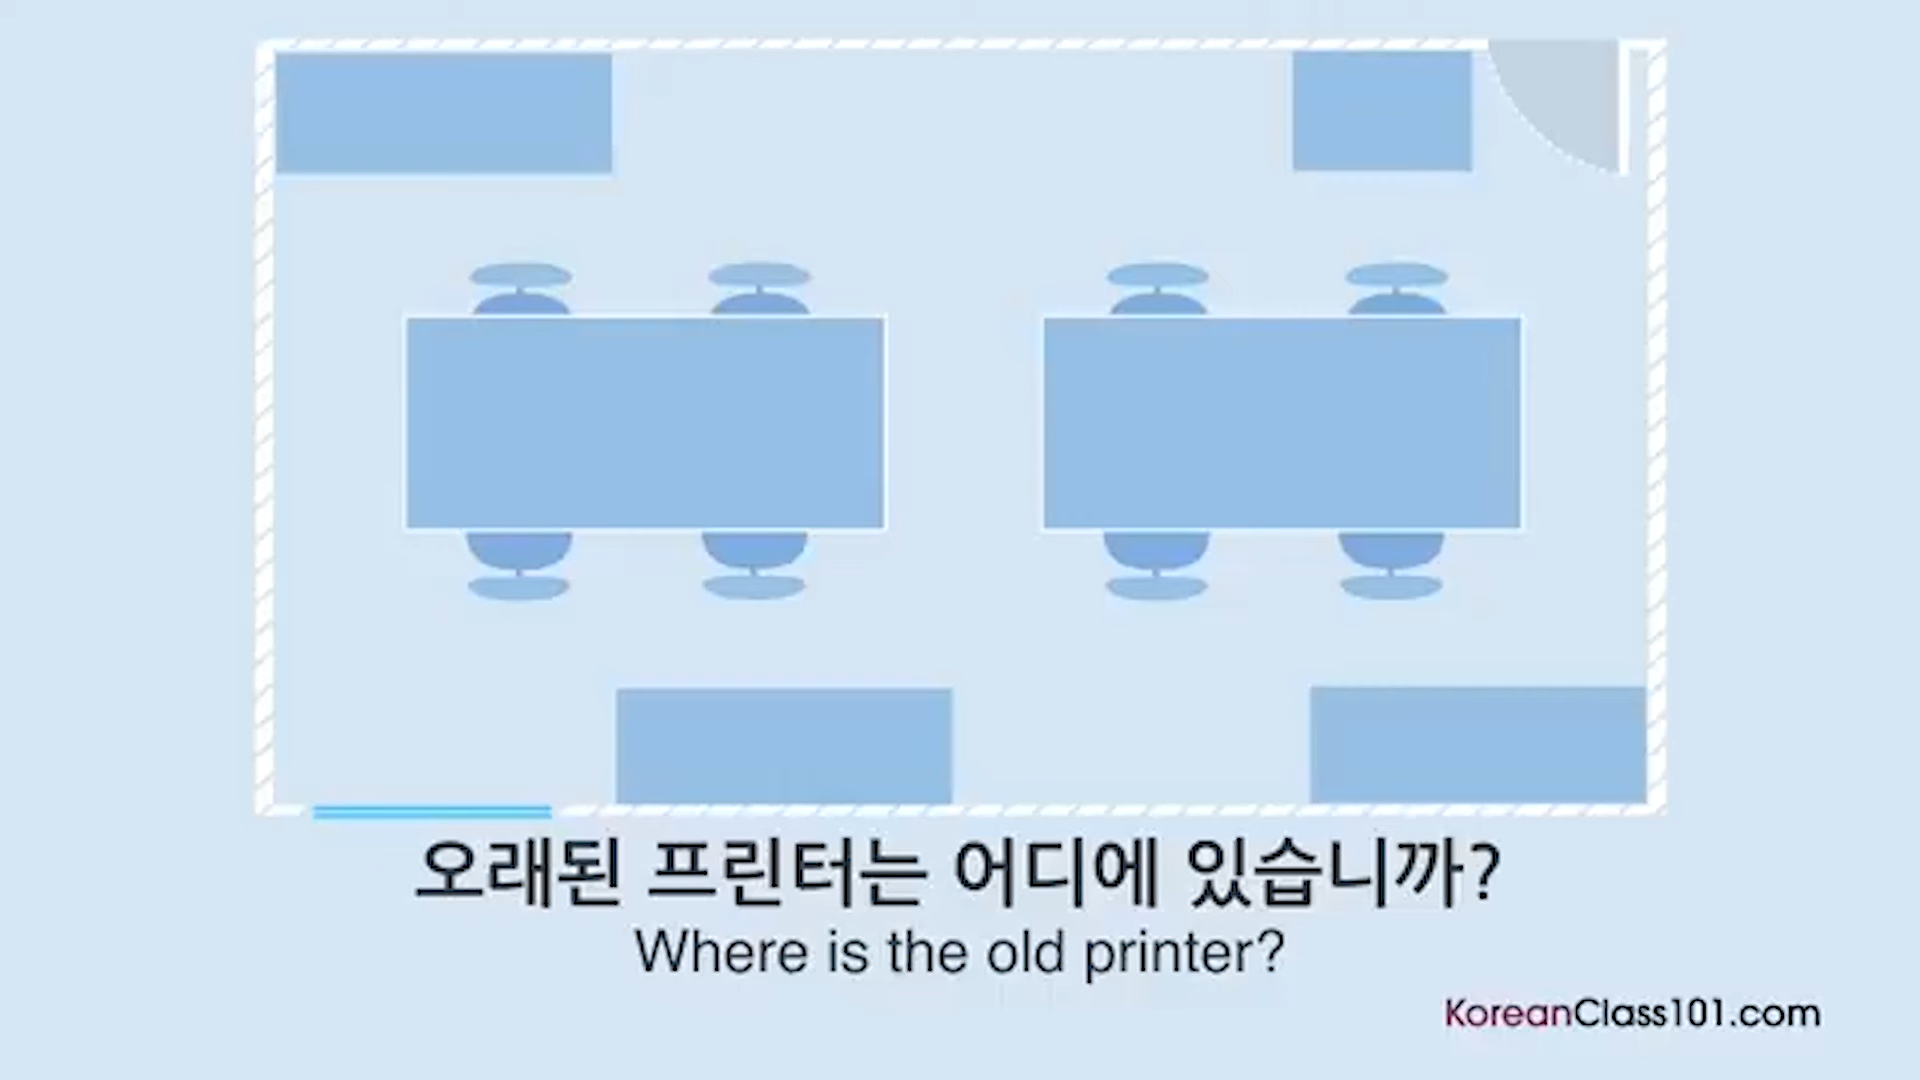 오래된 프린터는 어디에 있습니까?
Where is the old printer?
KoreanClass101.com